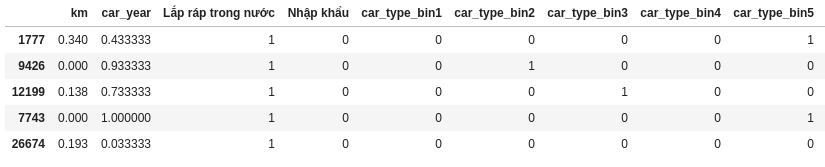 km car_year Lắp ráp trong nước Nhập khẩu car_type_bin1 car_type_bin2 car_type_bin3 car_type_bin4 car_type_bin5
1777 0.340 0.433333 1 0 0 0 0 0 1
9426 0.000 0.933333 1 0 0 1 0 0 0
12199 0.138 0.733333 1 0 0 0 1 0 0
7743 0.000 1.000000 1 0 0 0 0 0 1
26674 0.193 0.033333 1 0 0 0 0 0 0